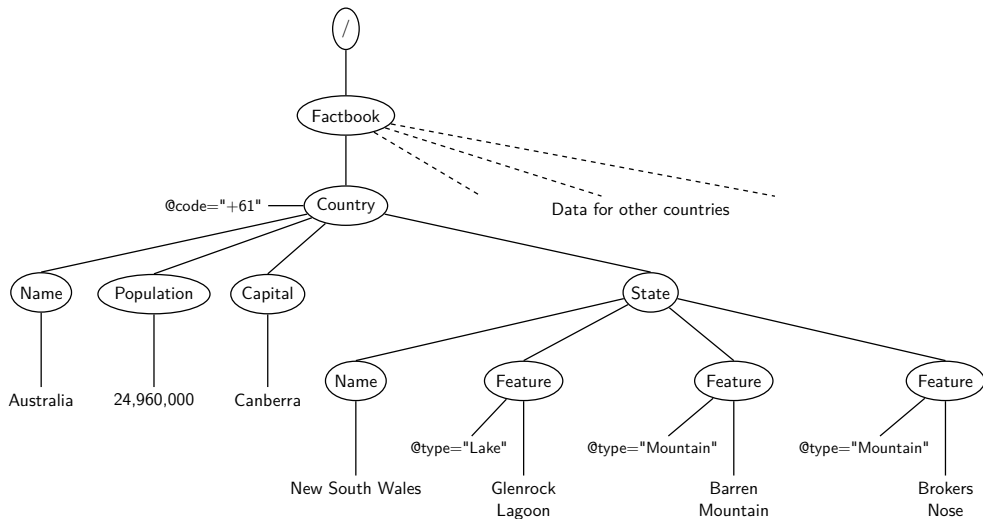 /
Factbook
@code="+61"
Country
Data for other countries
Name
Population
Capital
State
Australia
24,960,000
Canberra
Name
Feature
Feature
Feature
@type="Lake"
@type="Mountain"
@type="Mountain"
New South Wales
Glenrock
Lagoon
Barren
Mountain
Brokers
Nose